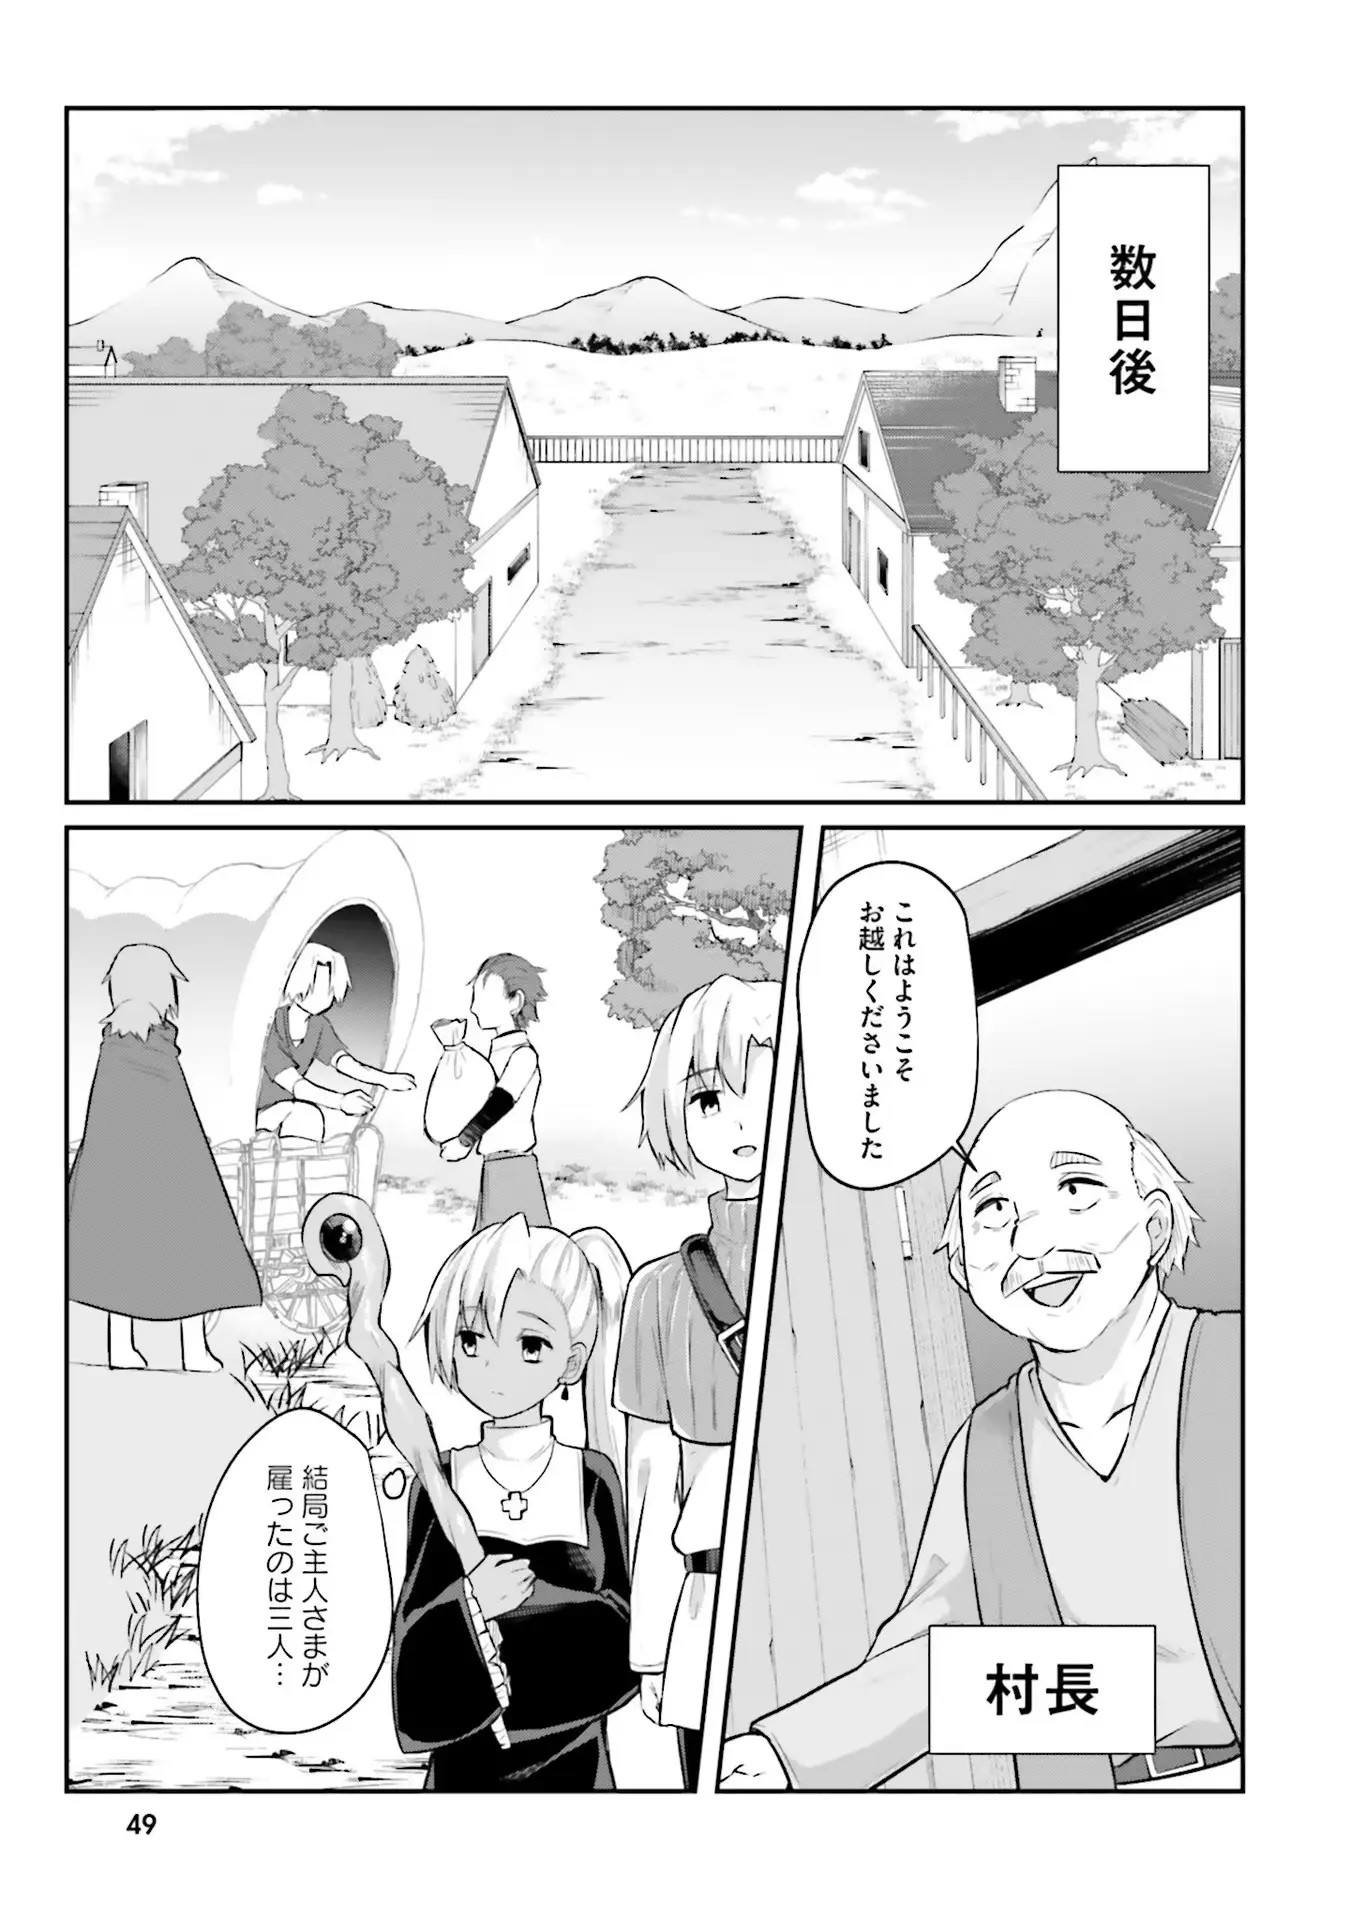 数日後
これはようこそ
お越しくださいました
村長
結局ご主人さまが
雇ったのは三人…
49